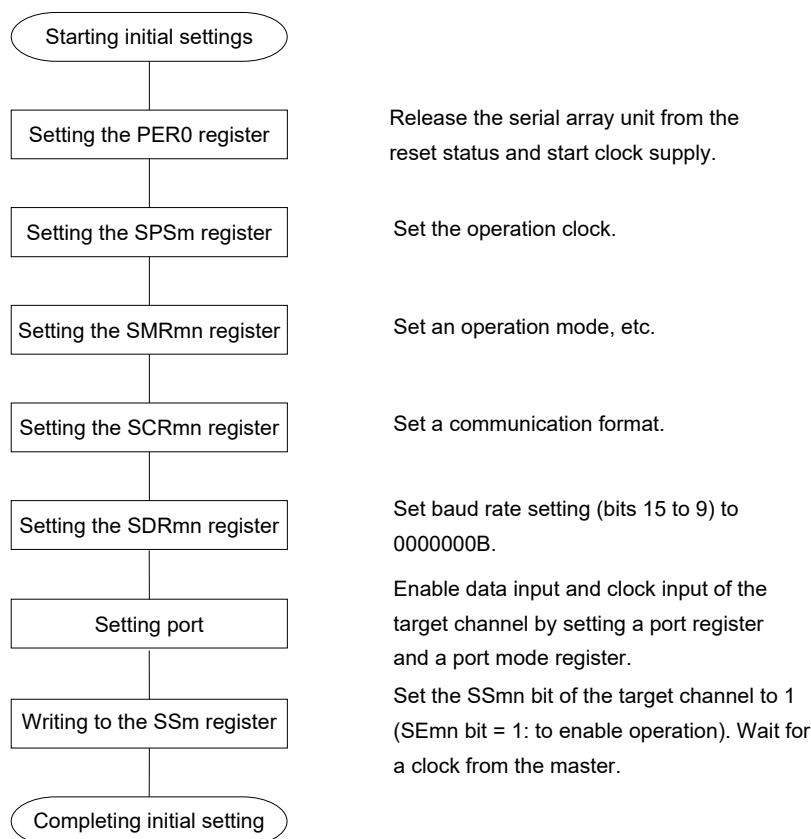 Starting initial settings
Setting the PER0 register
Release the serial array unit from the
reset status and start clock supply.
Setting the SPSm register
Set the operation clock.
Setting the SMRmn register
Set an operation mode, etc.
Setting the SCRmn register
Set a communication format.
Setting the SDRmn register
Set baud rate setting (bits 15 to 9) to
0000000B.
Setting port
Enable data input and clock input of the
target channel by setting a port register
and a port mode register.
Writing to the SSm register
Set the SSmn bit of the target channel to 1
(SEmn bit = 1: to enable operation). Wait for
a clock from the master.
Completing initial setting